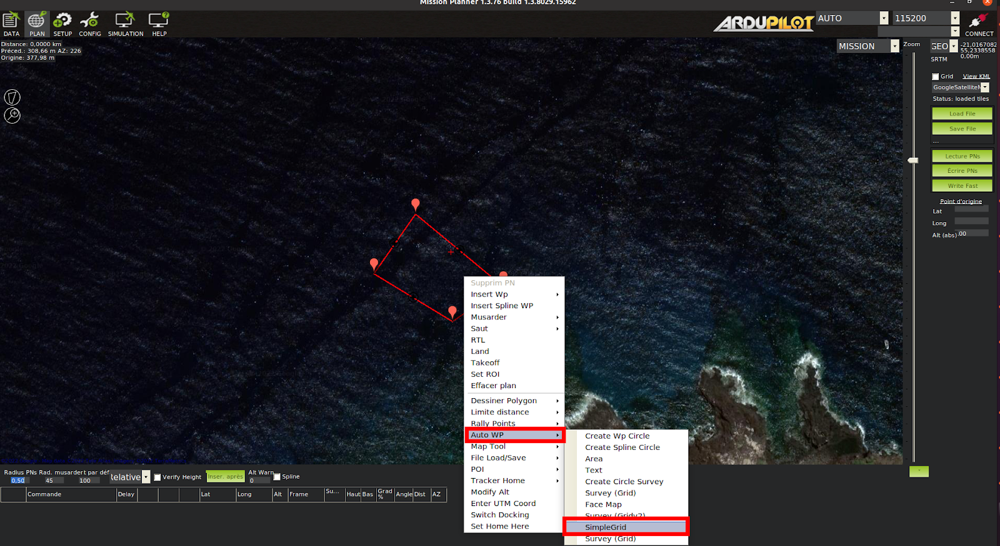 Mission Planner 1.3.76 build 1.3.8029.15962
DATA
PLAN
SETUP
CONFIG
SIMULATION
HELP
ARDUPILOT
AUTO
115200
CONNECT
Distance: 0,0000 km
Préced.: 308,66 m AZ: 226
Origine: 377,98 m
MISSION
Zoom
GEO
-21,0167082
55,2338558
0,00m
SRTM
Grid
View KML
GoogleSatelliteM
Status: loaded tiles
Load File
Save File
...
Lecture PNs
Écrire PNs
Write Fast
Point d'origine
Lat
Long
Alt (abs)
.00
Supprim PN
Insert Wp
Insert Spline WP
Musarder
Saut
RTL
Land
Takeoff
Set ROI
Effacer plan
Dessiner Polygon
Limite distance
Rally Points
Auto WP
Map Tool
File Load/Save
POI
Tracker Home
Modify Alt
Enter UTM Coord
Switch Docking
Set Home Here
Create Wp Circle
Create Spline Circle
Area
Text
Create Circle Survey
Survey (Grid)
Face Map
Survey (Gridv2)
SimpleGrid
Survey (Grid)
Radius PNs
Rad. musarder
t par déf
0,50
45
100
Relative
Verify Height
Inser. après
Alt Warn
0
Spline
Commande
Delay
Lat
Long
Alt
Frame
Su...
Haut
Bas
Grad %
Angle
Dist
AZ